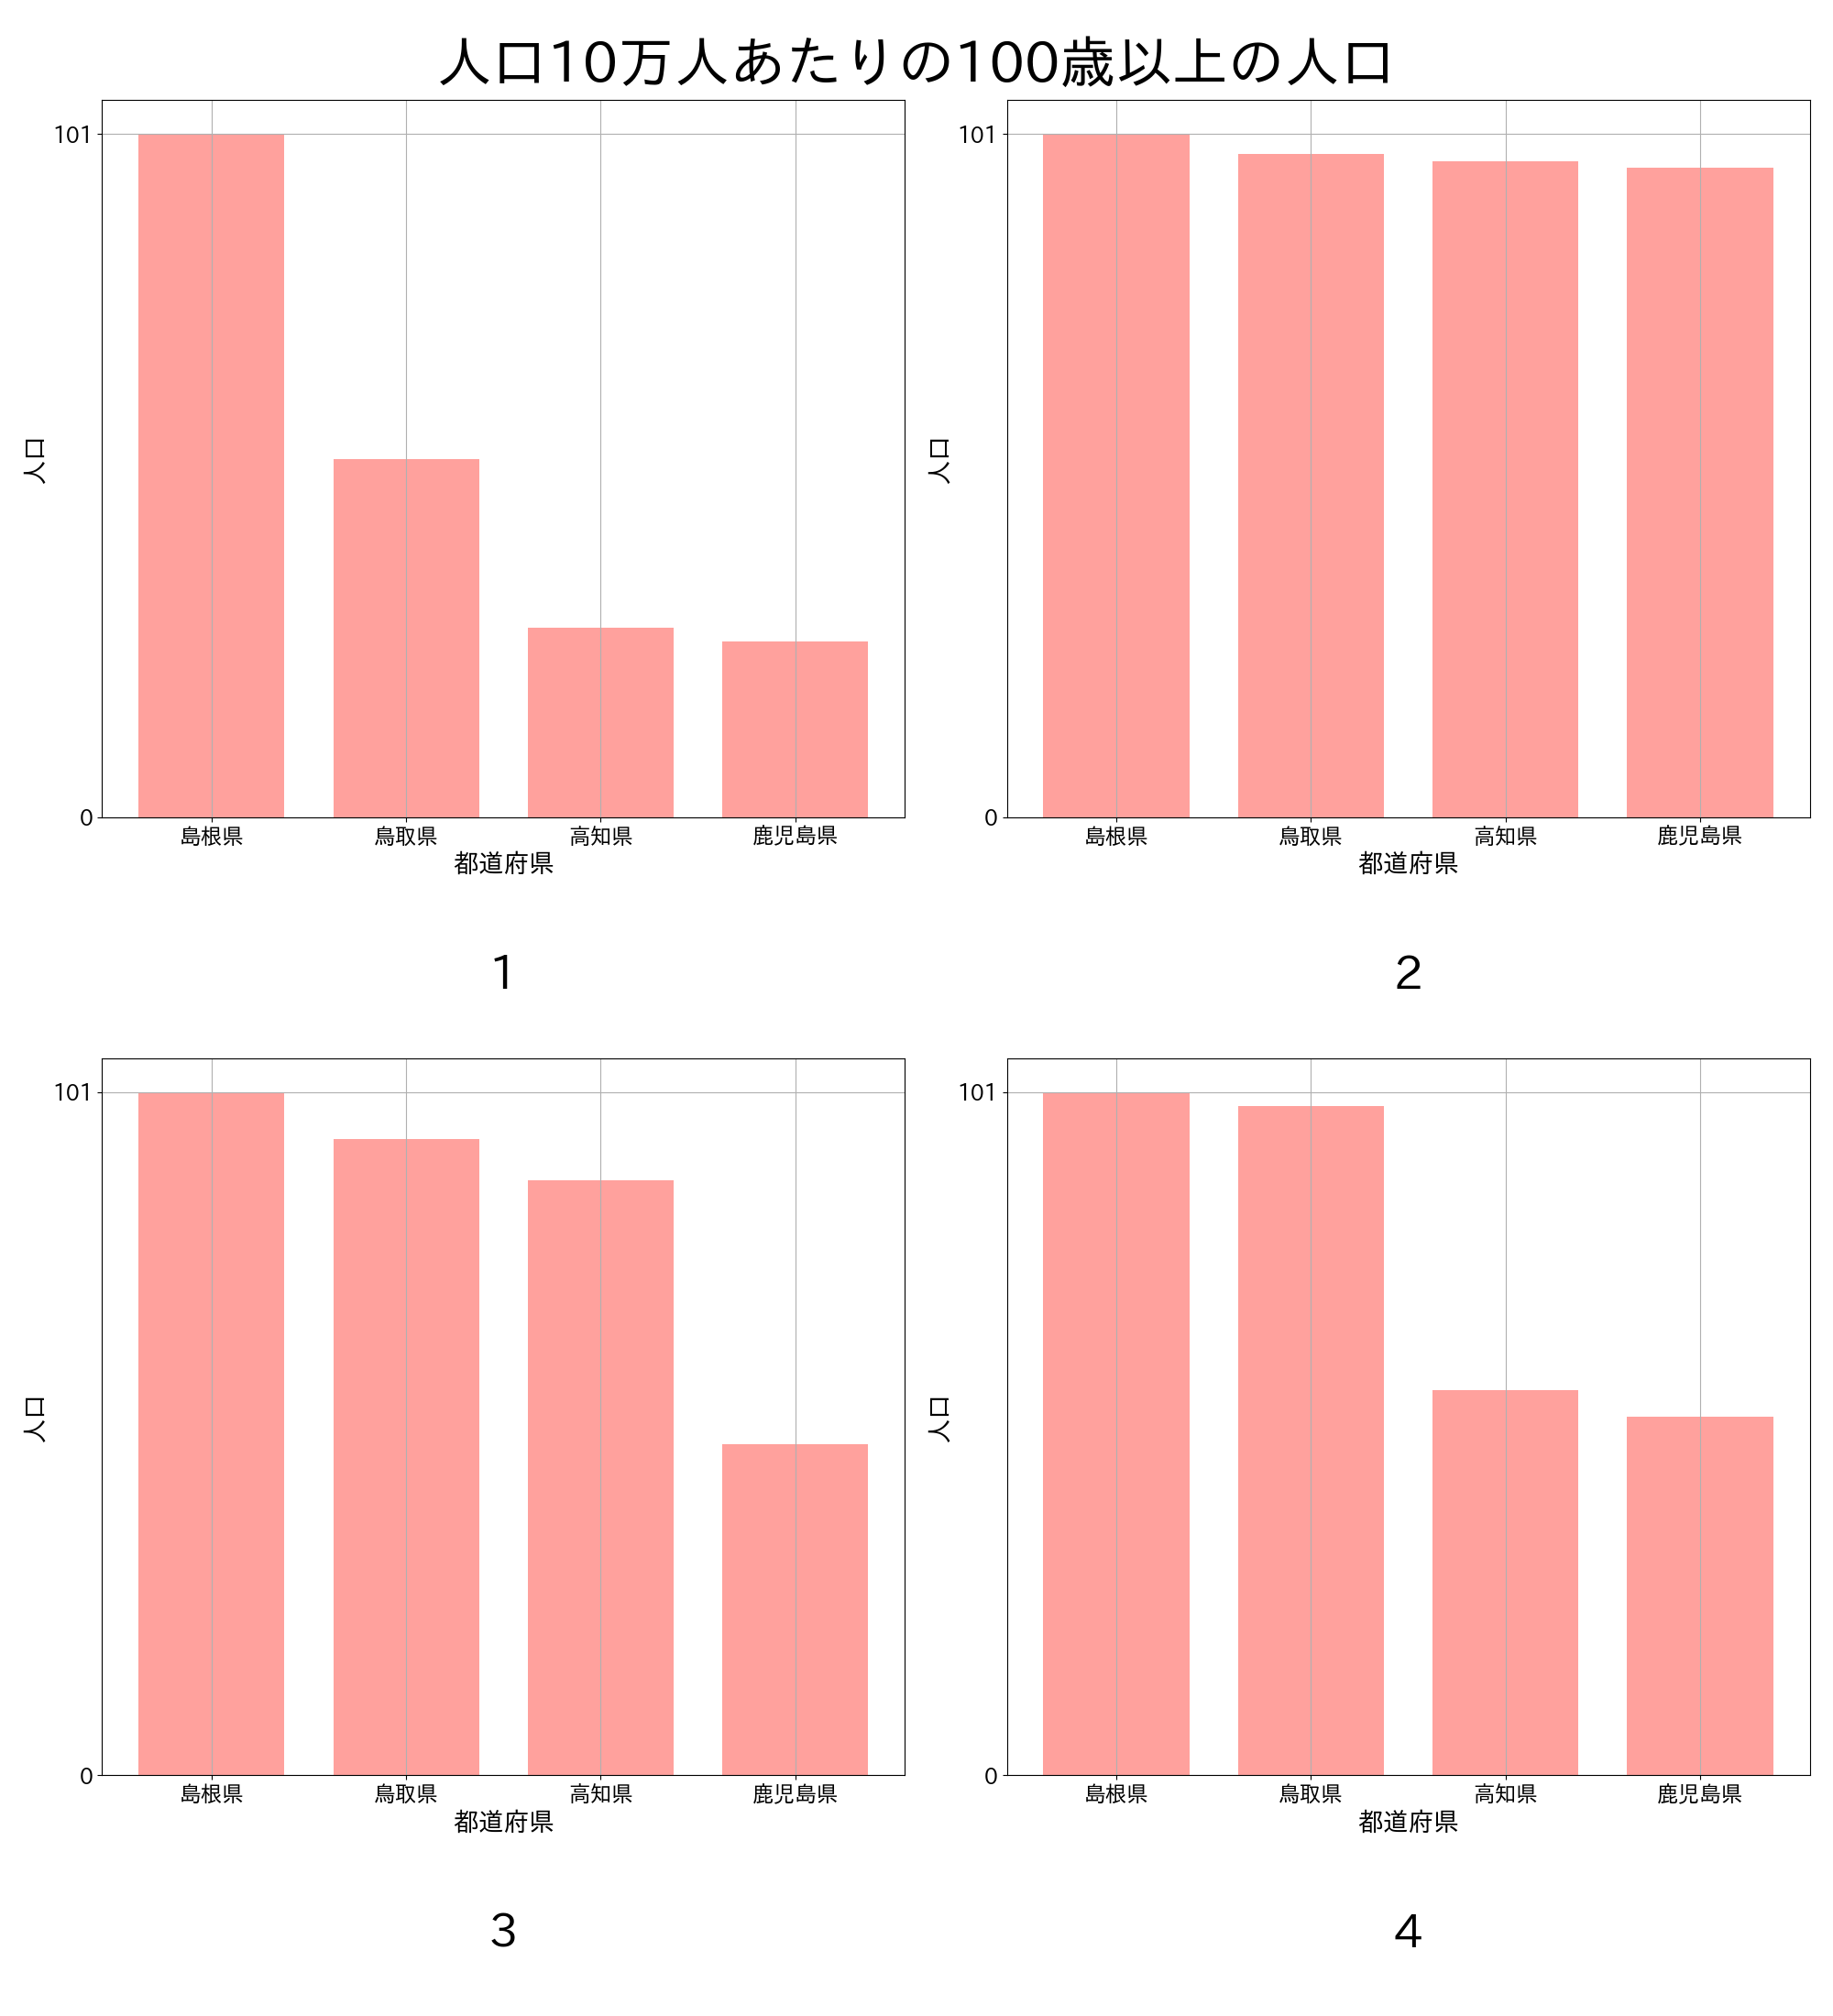 人口10万人あたりの100歳以上の人口
101
人口
0
島根県 鳥取県 高知県 鹿児島県
都道府県
1
101
人口
0
島根県 鳥取県 高知県 鹿児島県
都道府県
2
101
人口
0
島根県 鳥取県 高知県 鹿児島県
都道府県
3
101
人口
0
島根県 鳥取県 高知県 鹿児島県
都道府県
4